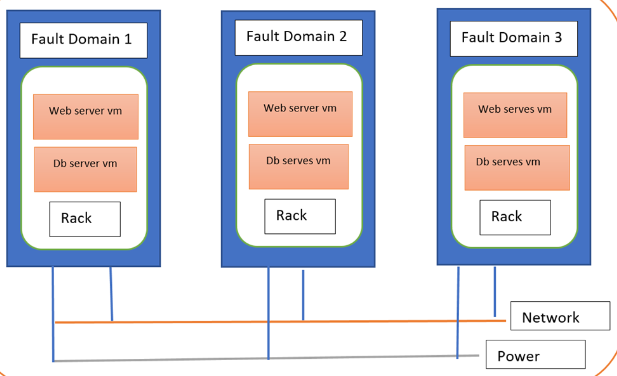 Fault Domain 1
Fault Domain 2
Fault Domain 3
Web server vm
Web server vm
Web serves vm
Db server vm
Db serves vm
Db serves vm
Rack
Rack
Rack
Network
Power